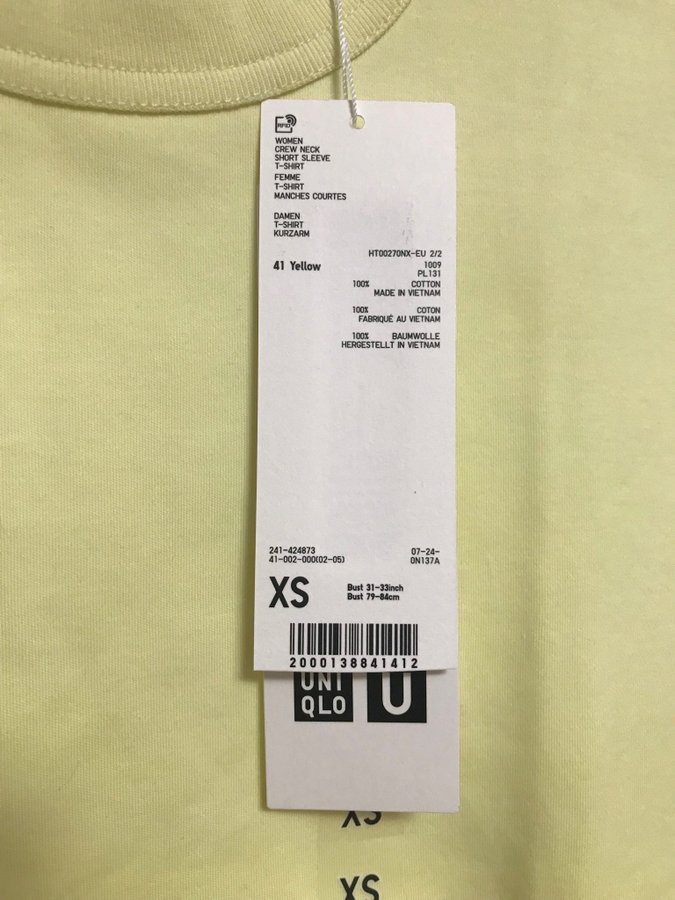 RFID
WOMEN
CREW NECK
SHORT SLEEVE
T-SHIRT
FEMME
T-SHIRT
MANCHES COURTES
DAMEN
T-SHIRT
KURZARM
HT00270NX-EU 2/2
41 Yellow
1009
PL131
100% COTTON
MADE IN VIETNAM
100% COTON
FABRIQUÉ AU VIETNAM
100% BAUMWOLLE
HERGESTELLT IN VIETNAM
241-424873 07-24-
41-002-000(02-05) 0N137A
XS
Bust 31-33inch
Bust 79-84cm
2000138841412
UNI
QLO
U
XS
XS